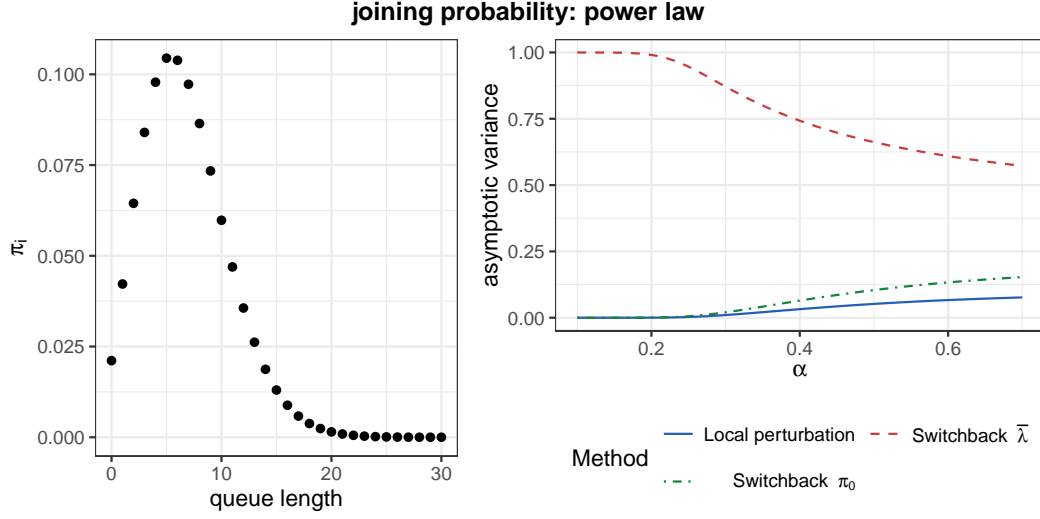 joining probability: power law
0.100
0.075
0.050
0.025
0.000
π_i
0 10 20 30
queue length
1.00
0.75
0.50
0.25
0.00
asymptotic variance
0.2 0.4 0.6
α
Method
Local perturbation
Switchback λ̅
Switchback π₀